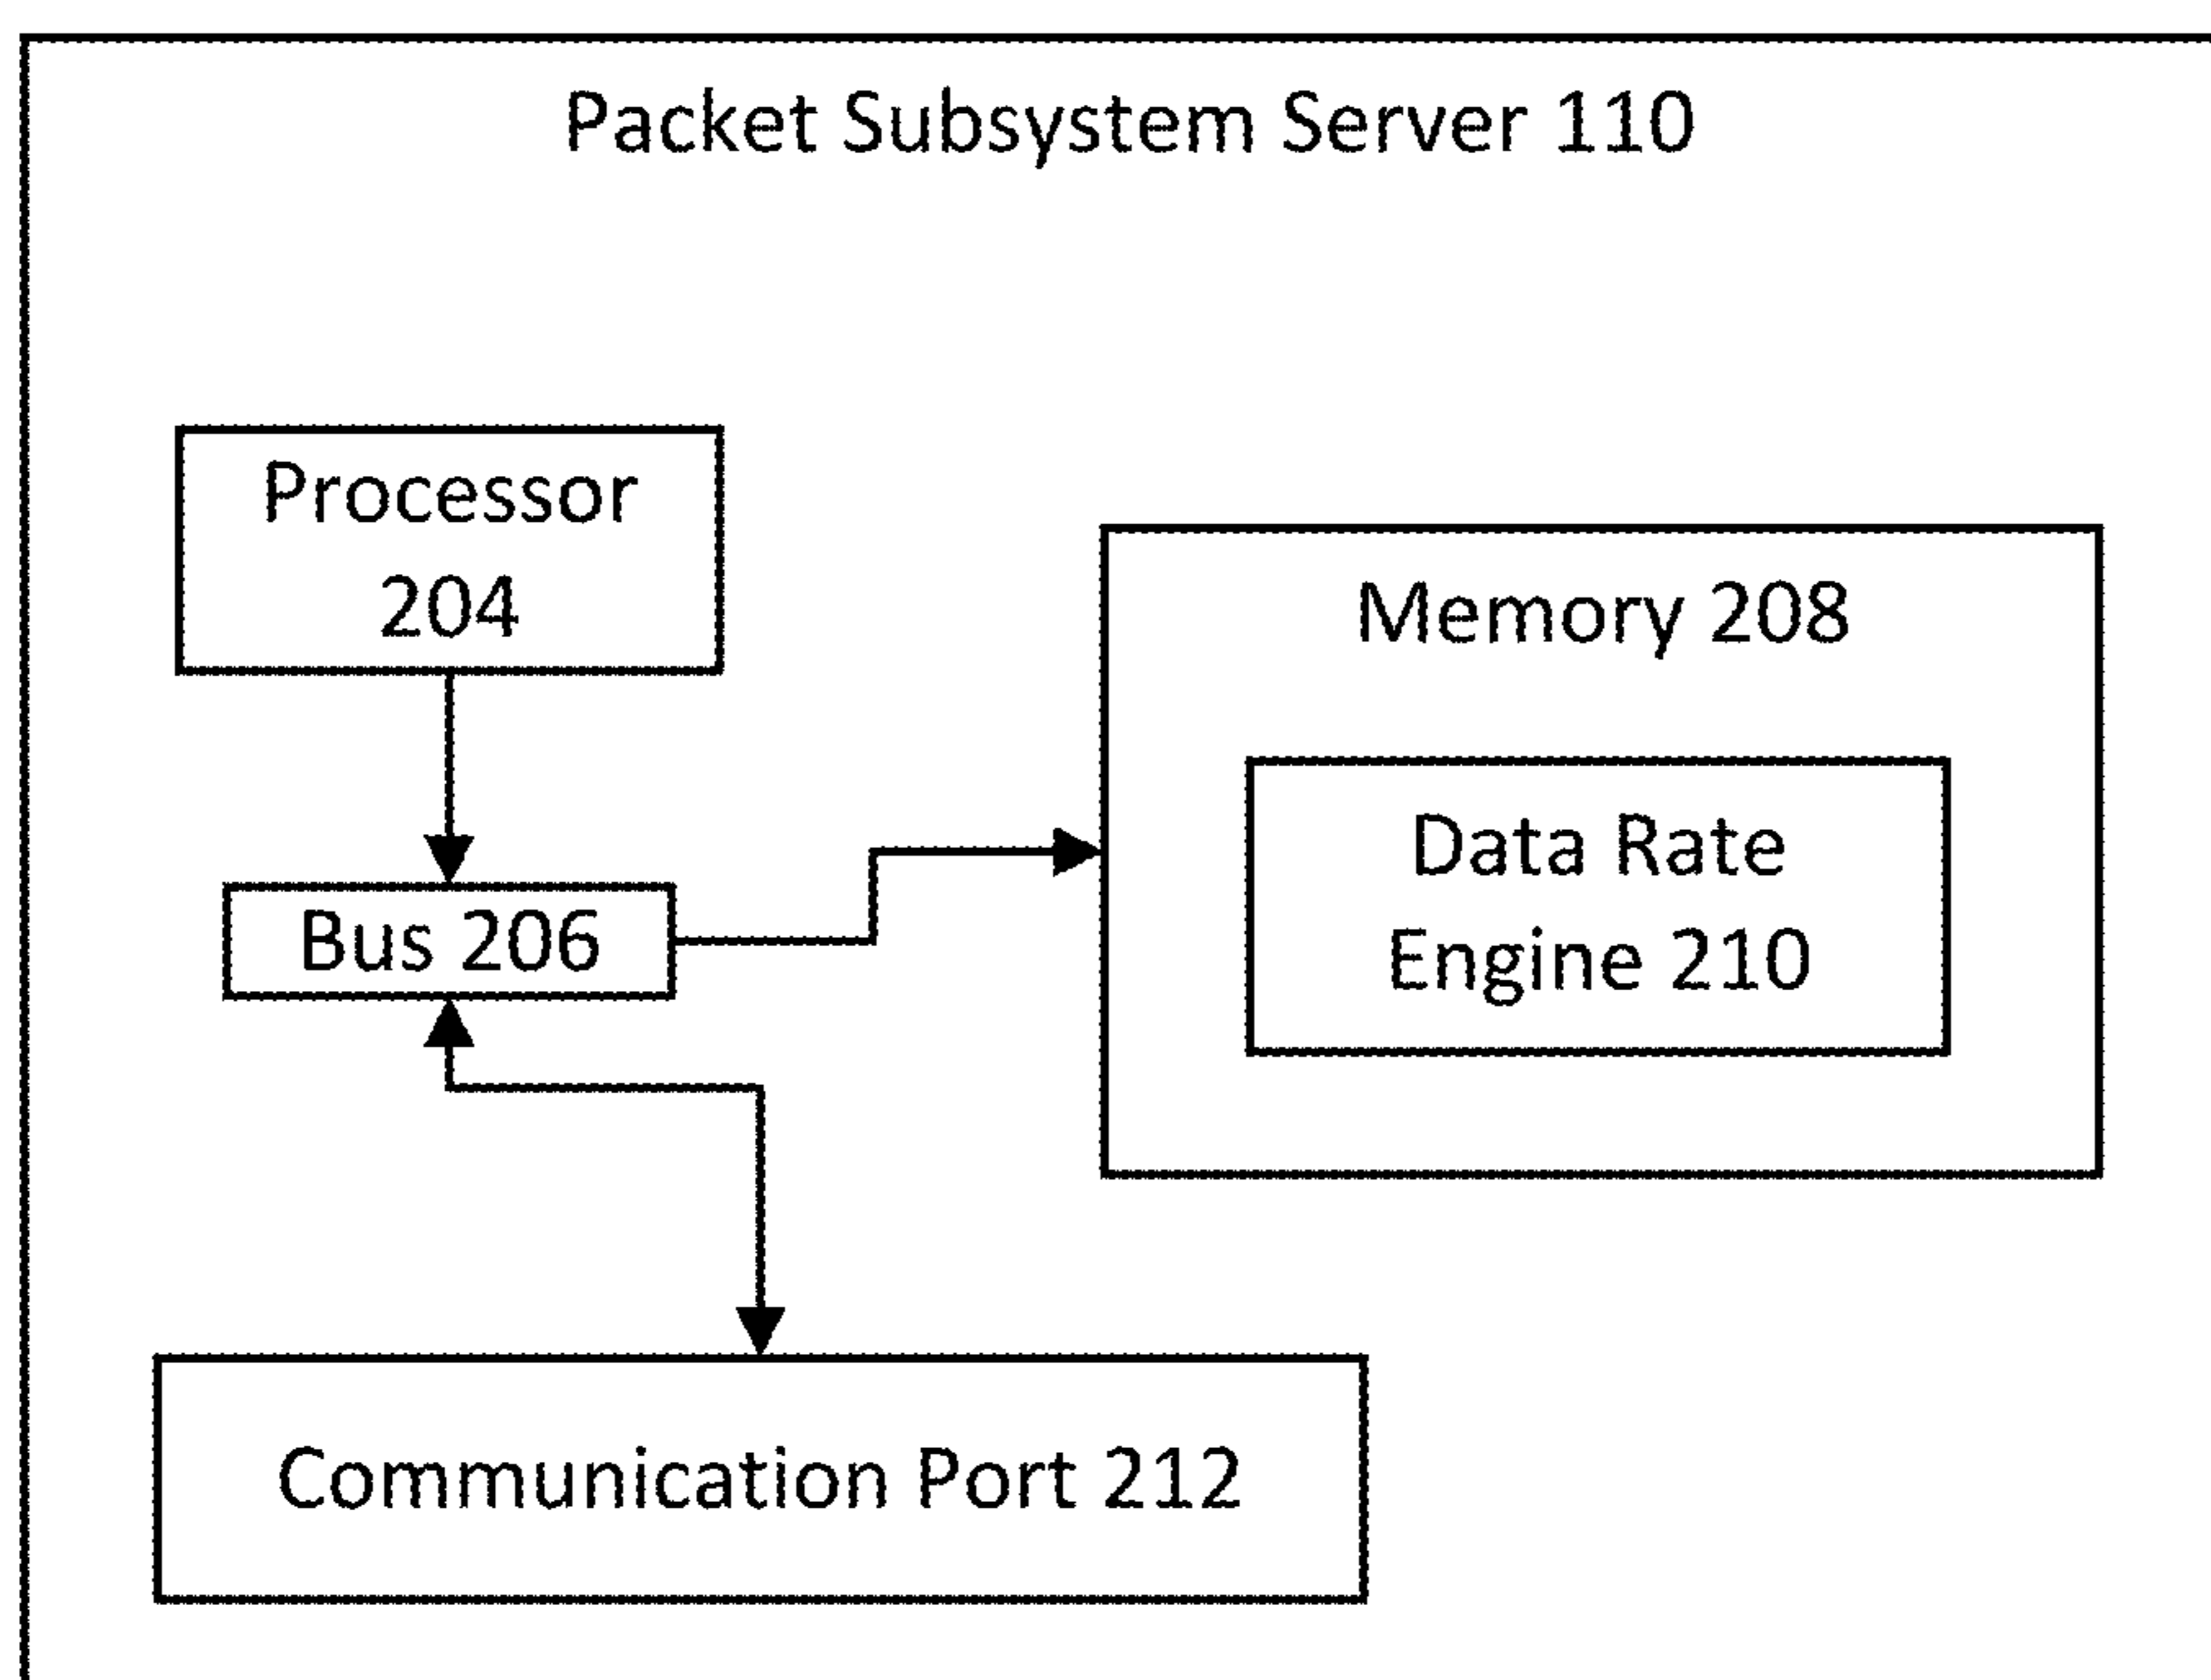 Packet Subsystem Server 110
Processor
204
Memory 208
Data Rate
Engine 210
Bus 206
Communication Port 212